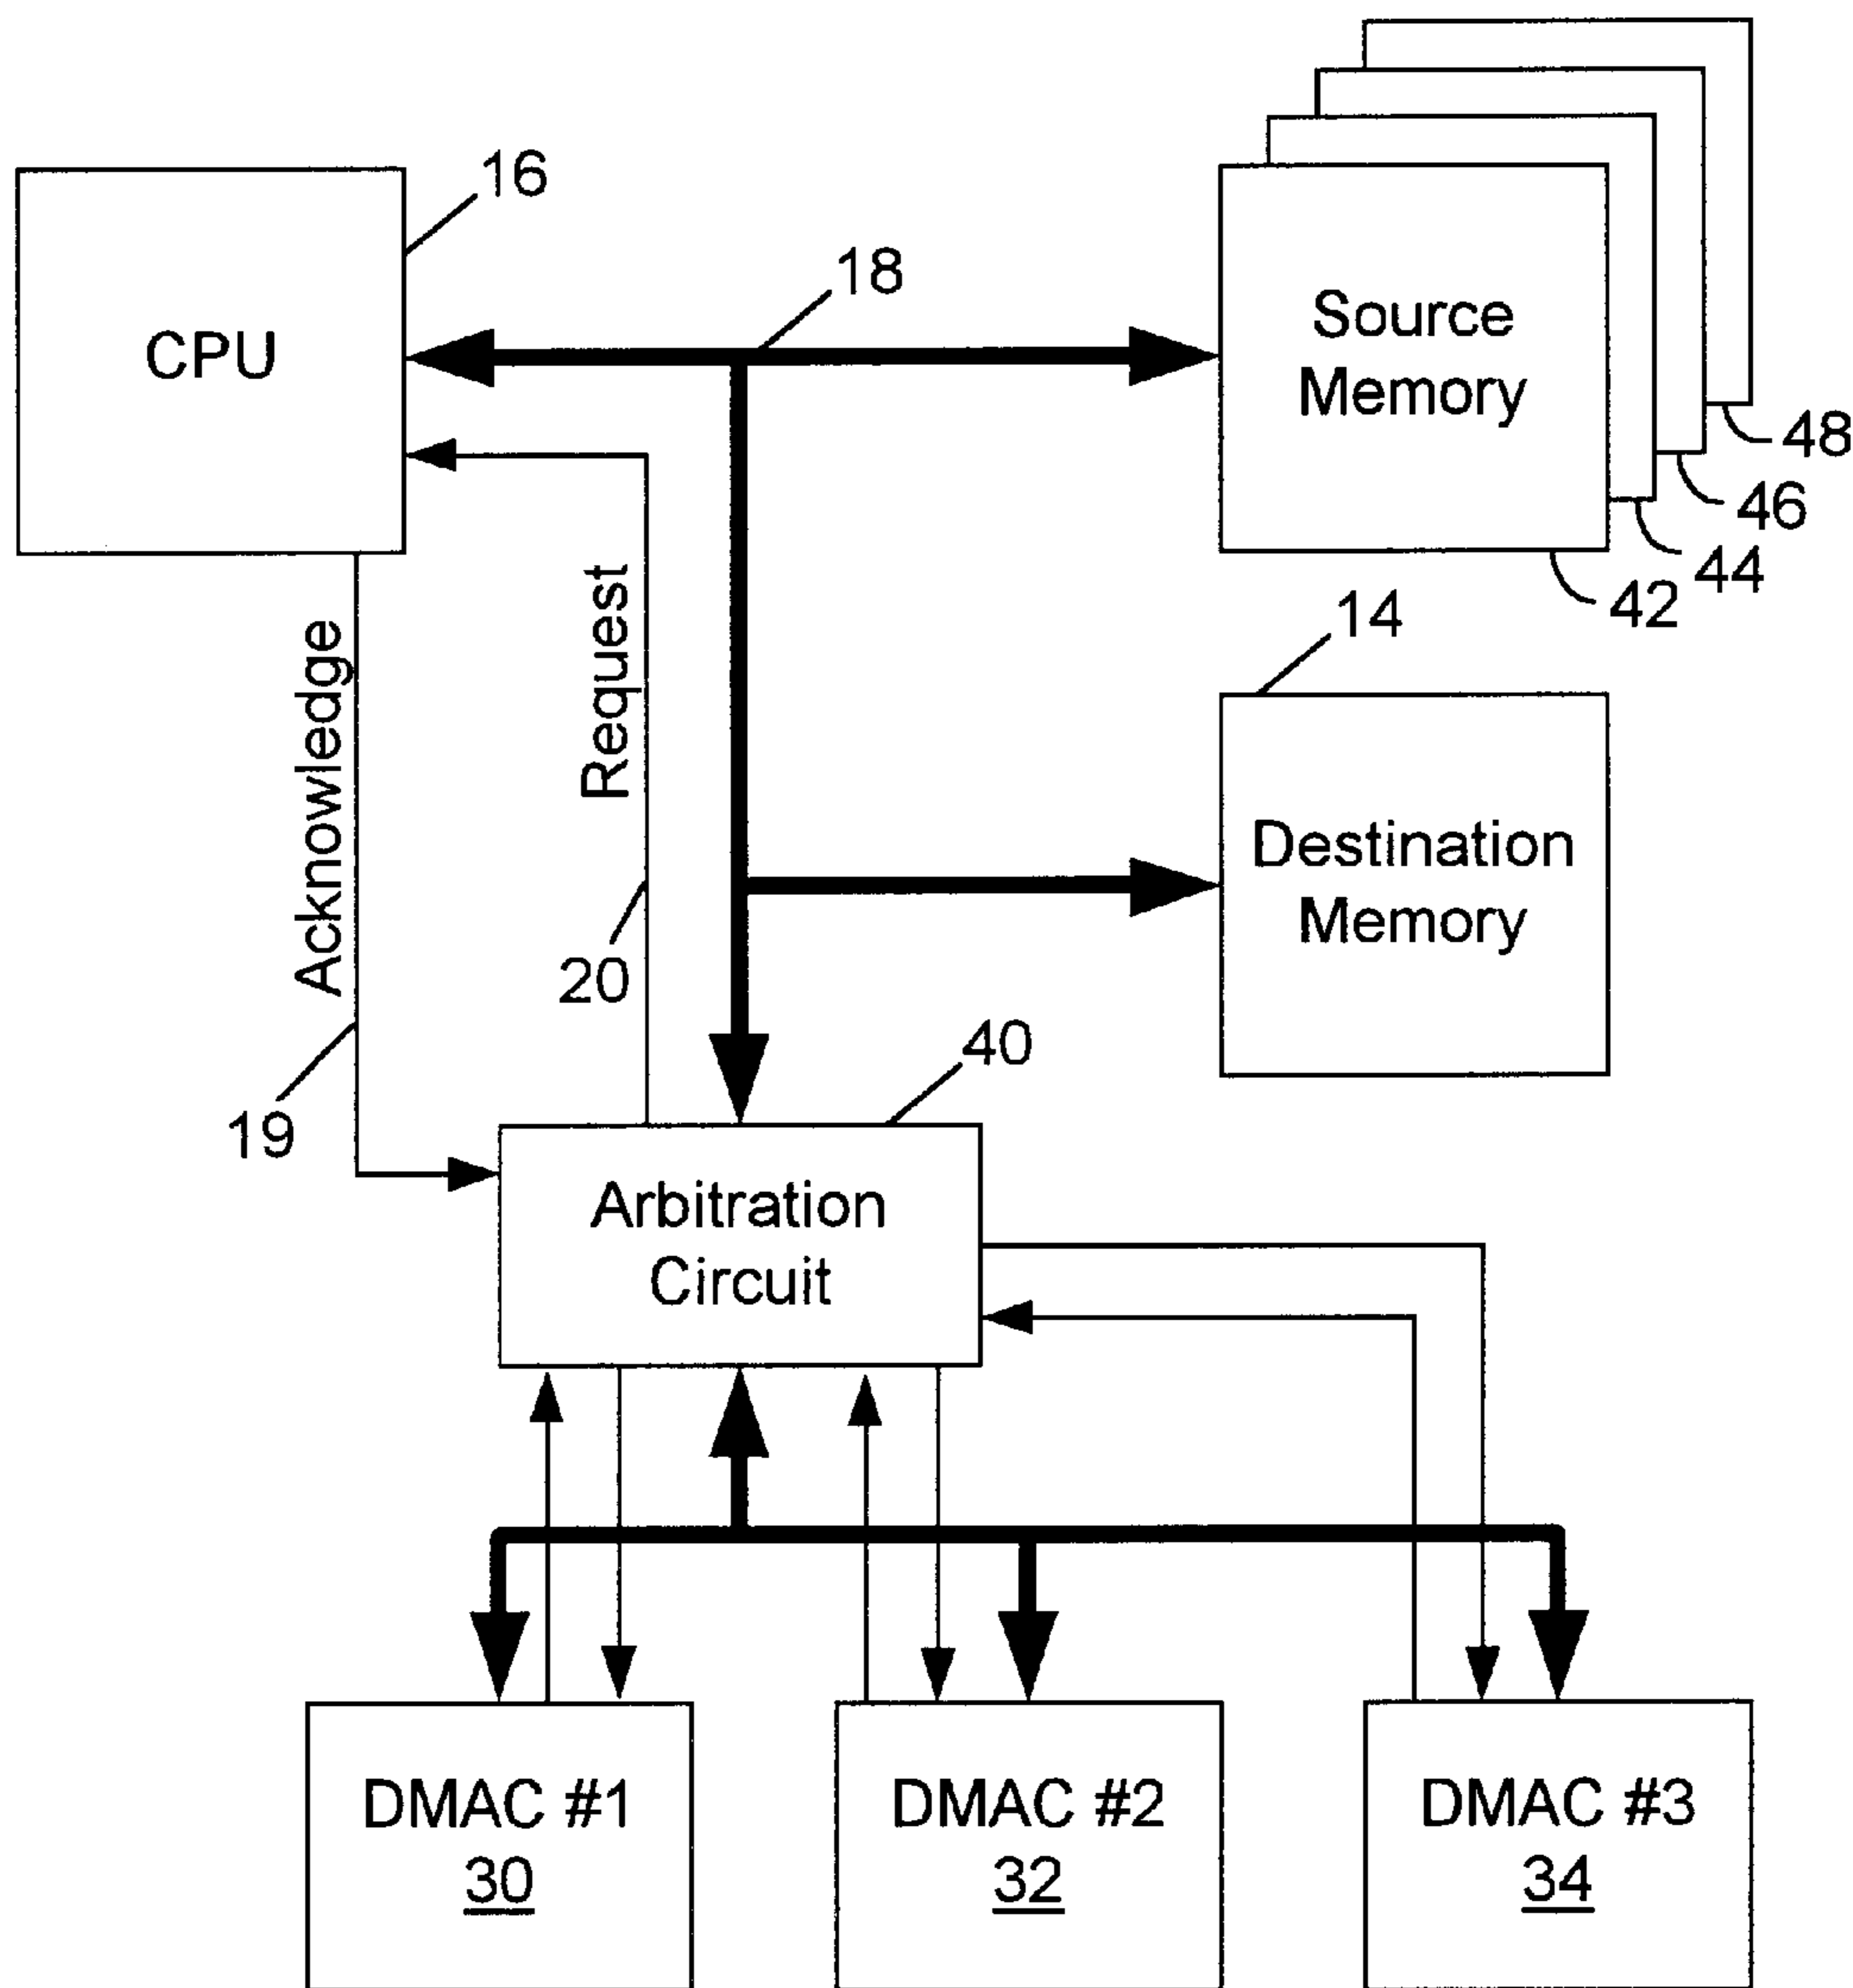 16
18
CPU
Source
Memory
48
46
44
42
14
Acknowledge
Request
Destination
Memory
20
40
19
Arbitration
Circuit
DMAC #1
30
DMAC #2
32
DMAC #3
34